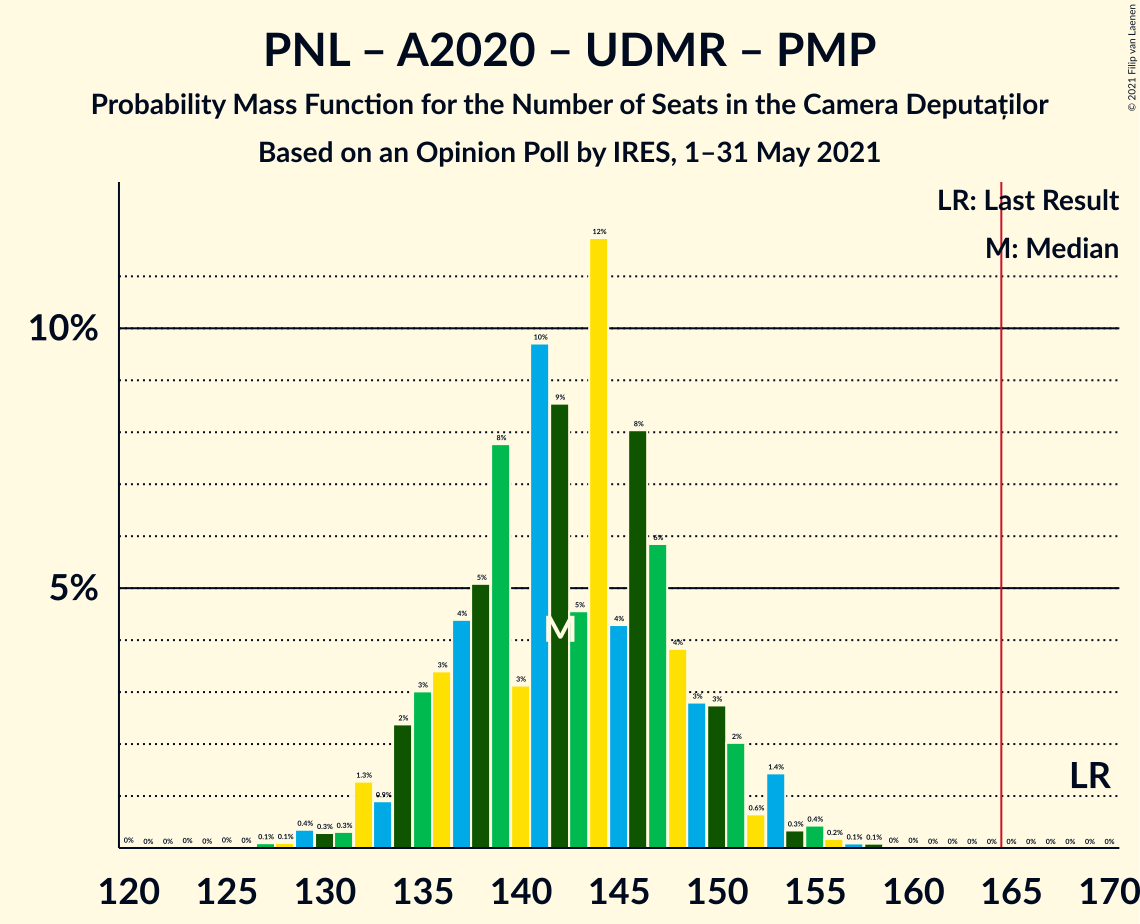 PNL – A2020 – UDMR – PMP
Probability Mass Function for the Number of Seats in the Camera Deputaților
Based on an Opinion Poll by IRES, 1–31 May 2021
© 2021 Filip van Laenen
LR: Last Result
M: Median
10%
5%
0% 0% 0% 0% 0% 0% 0% 0.1% 0.1% 0.4% 0.3% 0.3% 1.3% 0.9% 2% 3% 3% 4% 5% 8% 3% 10% 9% 5% 12% 4% 8% 6% 4% 3% 3% 2% 0.6% 1.4% 0.3% 0.4% 0.2% 0.1% 0.1% 0% 0% 0% 0% 0% 0% 0% 0% 0% 0% 0% 0%
M
LR
120 125 130 135 140 145 150 155 160 165 170